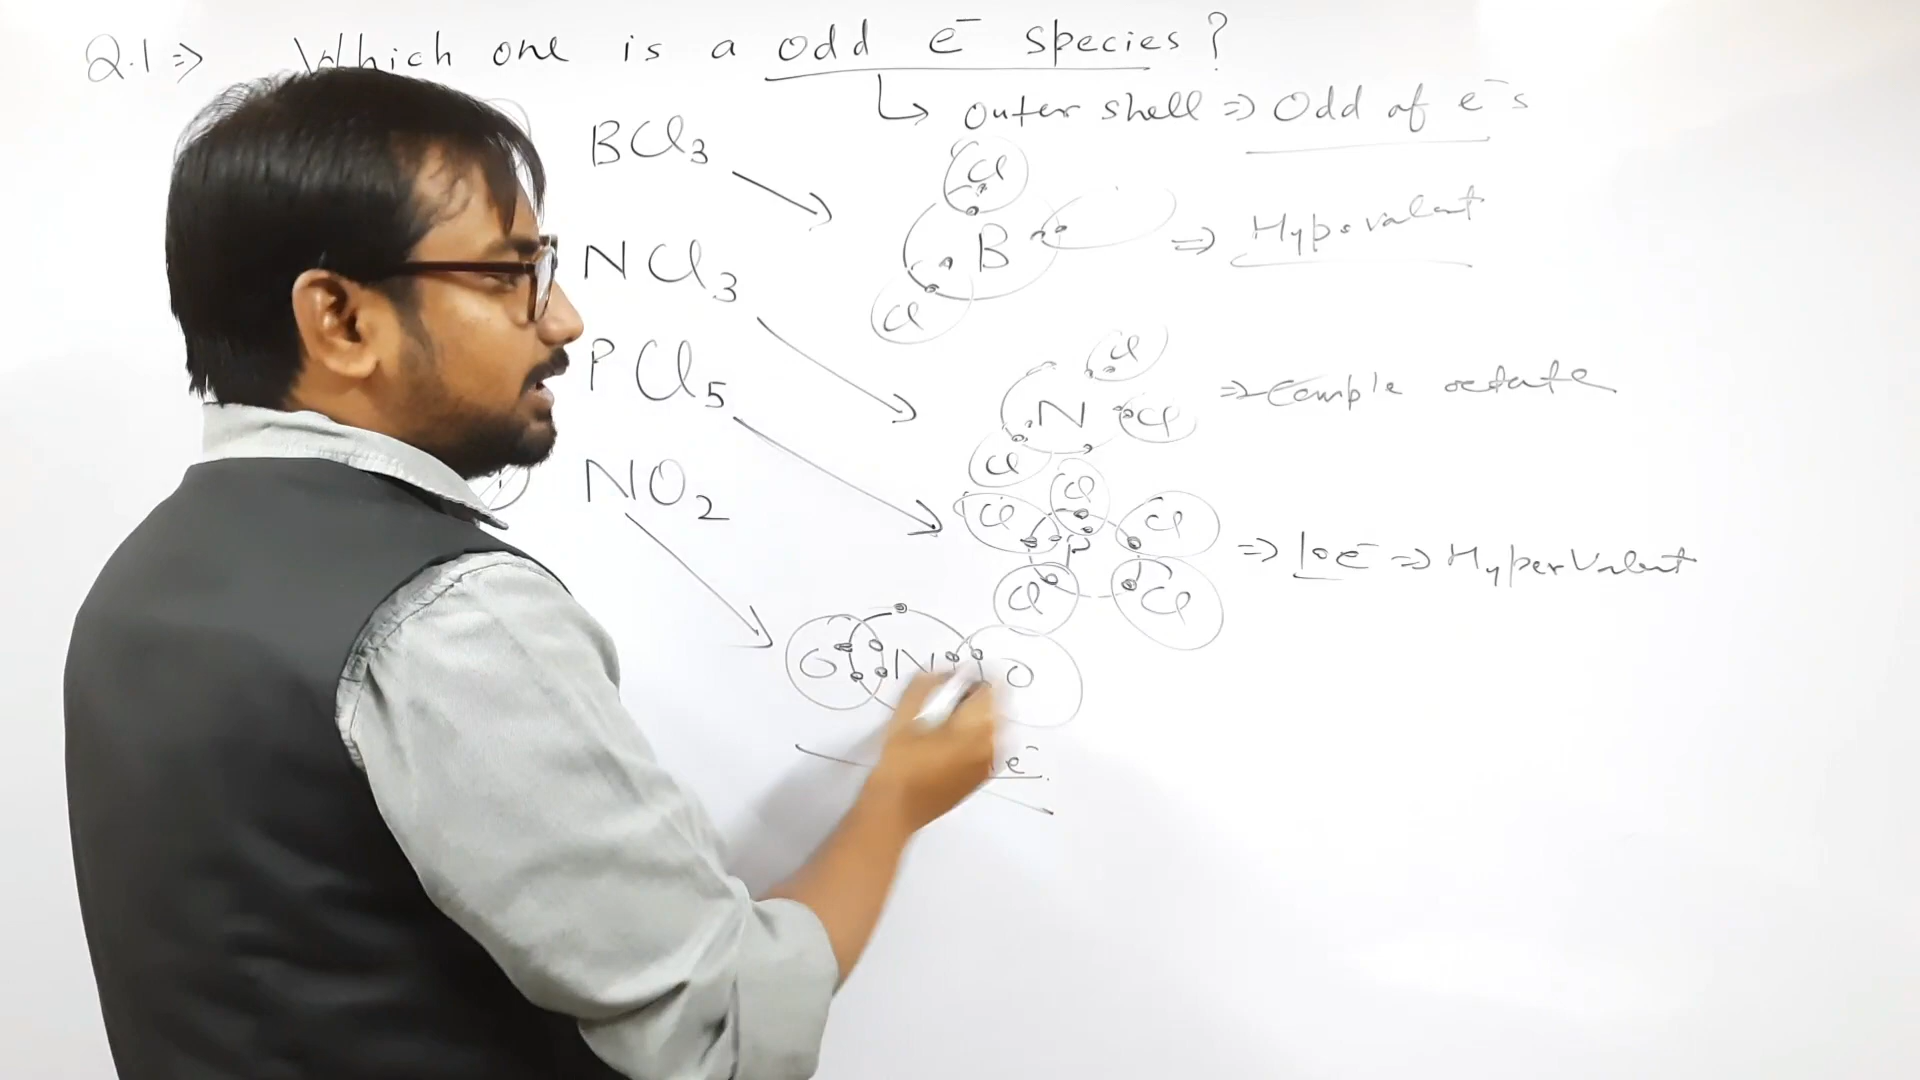 Q.1 ⇒ Which one is a odd e⁻ species?
↳ outer shell ⇒ Odd of e⁻s
BCl₃
Cl
B
Cl
⇒ Hypovalent
NCl₃
Cl
N
Cl
Cl
⇒ Comple octate
PCl₅
Cl
Cl
Cl
P
Cl
Cl
⇒ 10e⁻ ⇒ HyperValent
NO₂
O N O
e⁻.